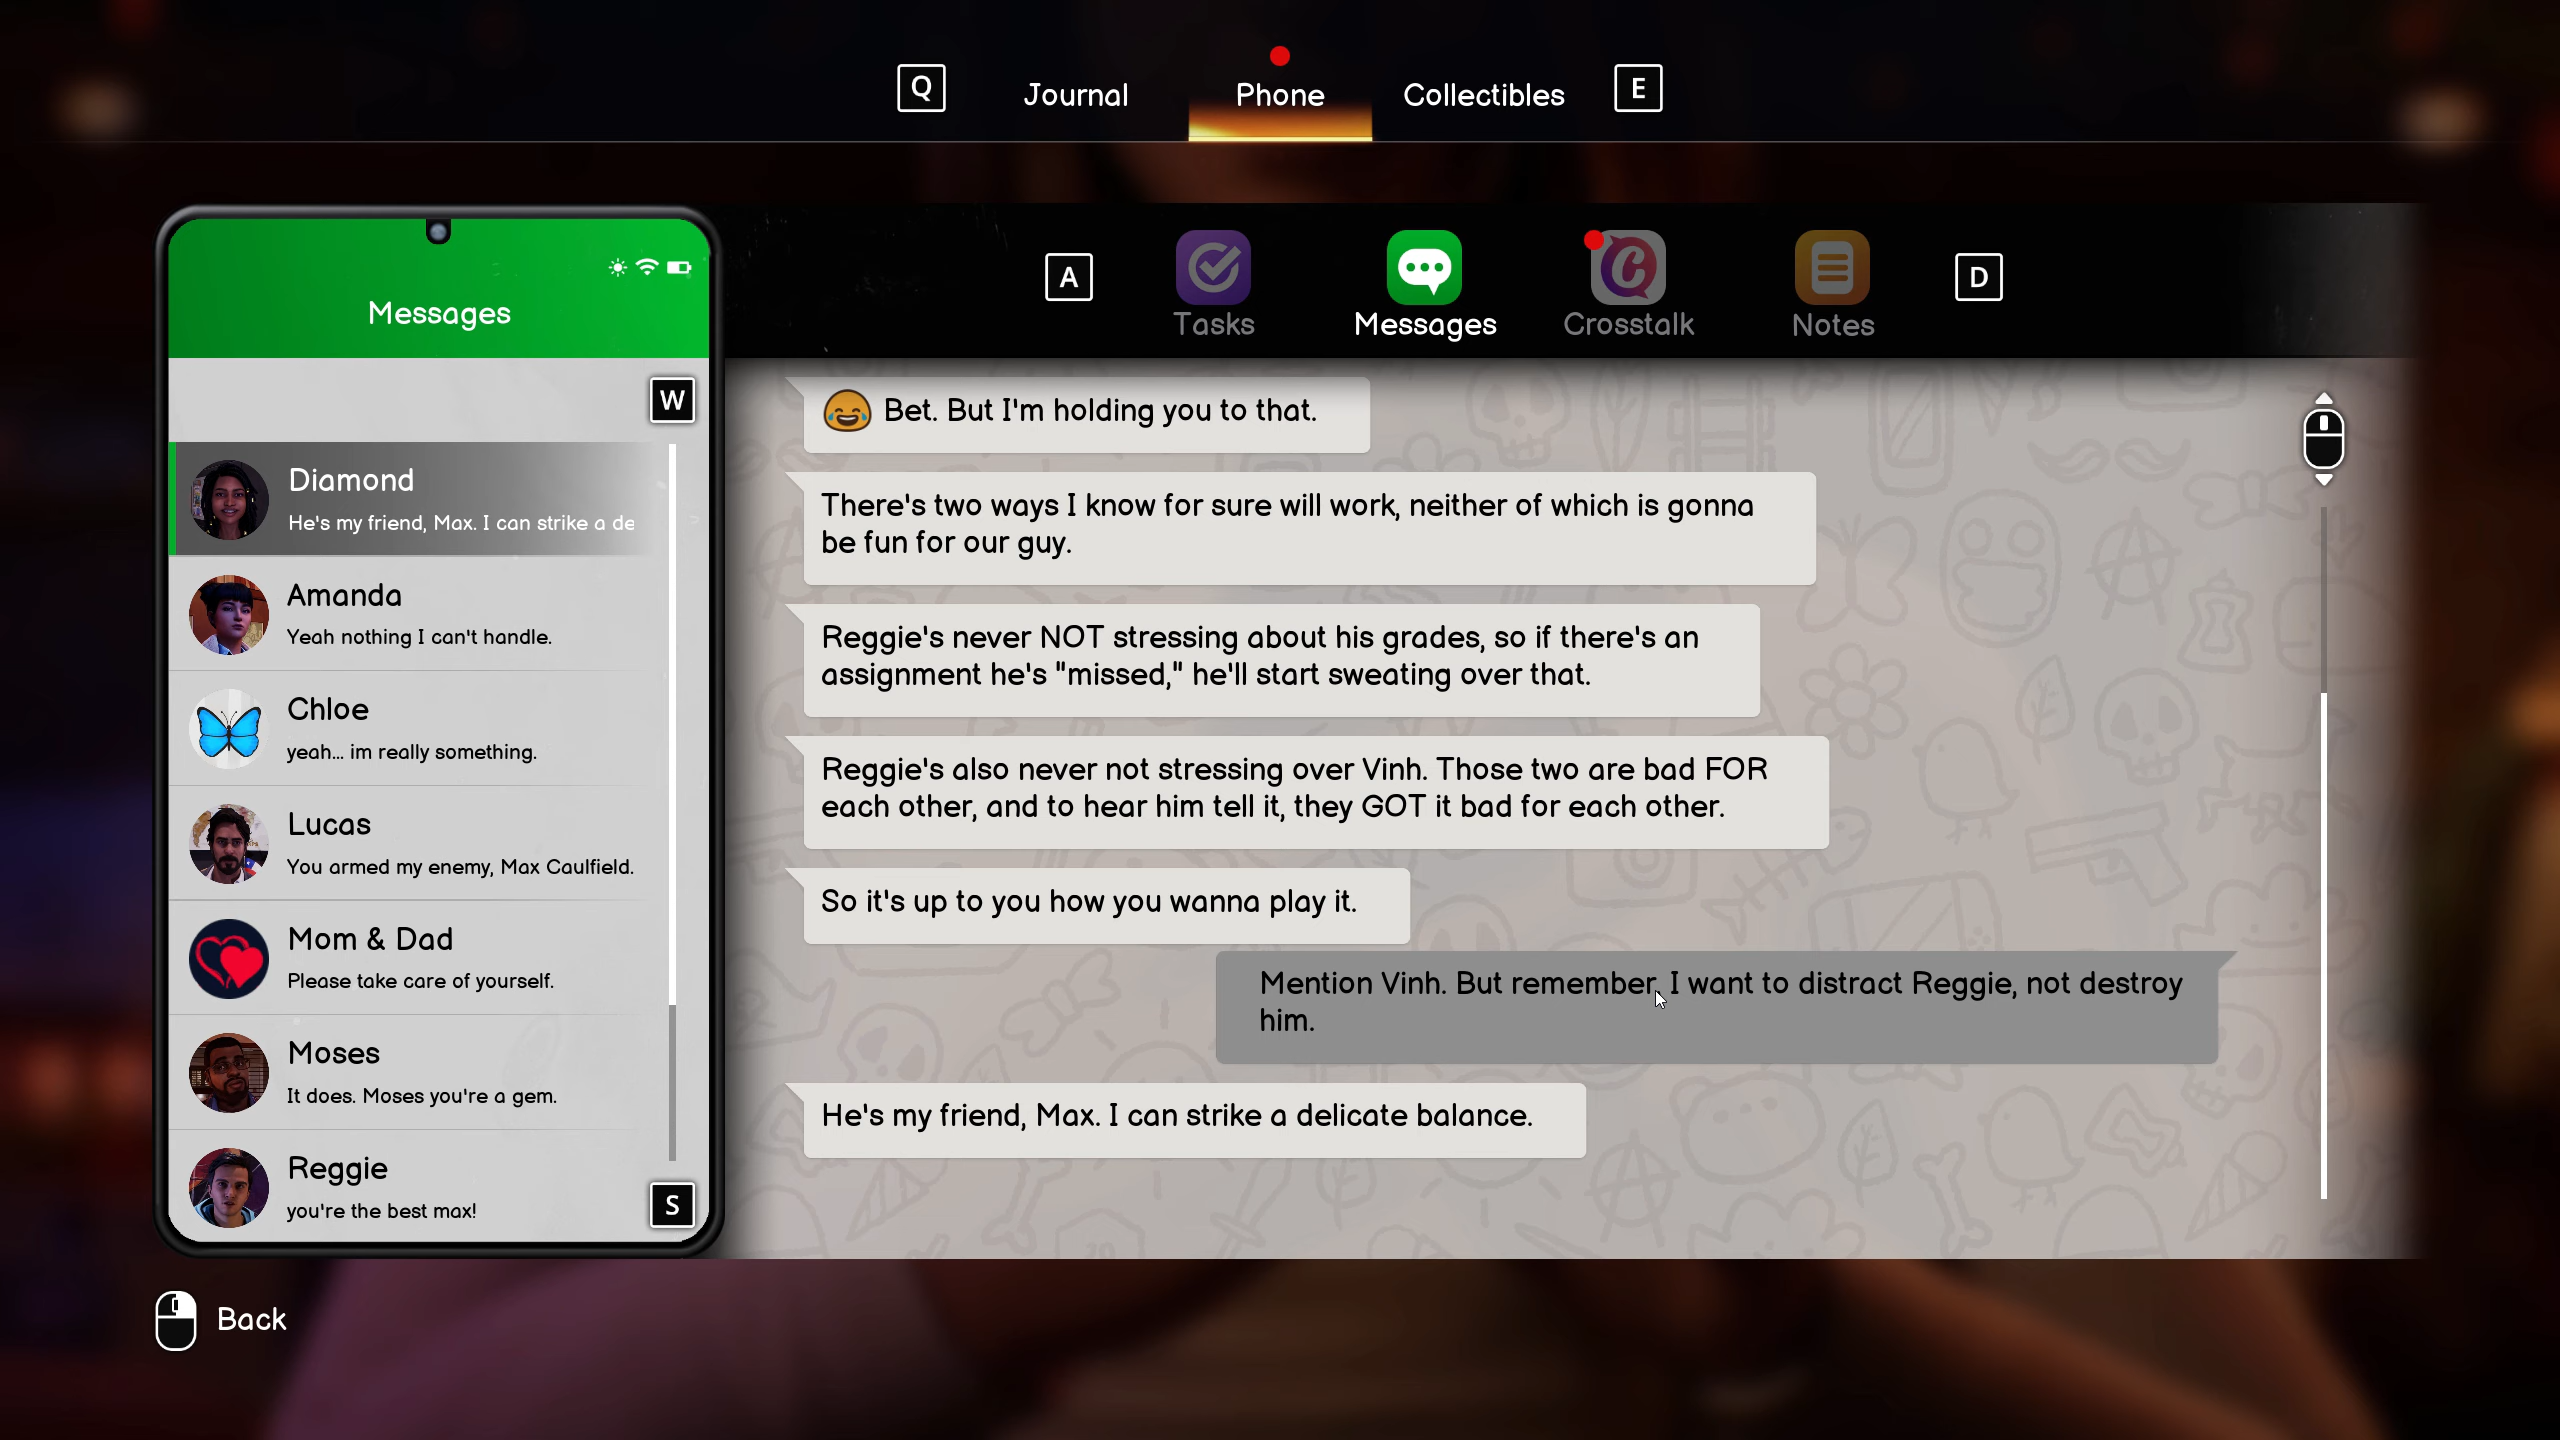 Q Journal Phone Collectibles E
Messages
A Tasks Messages Crosstalk Notes D
W
Diamond
He's my friend, Max. I can strike a de
Amanda
Yeah nothing I can't handle.
Chloe
yeah... im really something.
Lucas
You armed my enemy, Max Caulfield.
Mom & Dad
Please take care of yourself.
Moses
It does. Moses you're a gem.
Reggie
you're the best max!
S
😂 Bet. But I'm holding you to that.
There's two ways I know for sure will work, neither of which is gonna
be fun for our guy.
Reggie's never NOT stressing about his grades, so if there's an
assignment he's "missed," he'll start sweating over that.
Reggie's also never not stressing over Vinh. Those two are bad FOR
each other, and to hear him tell it, they GOT it bad for each other.
So it's up to you how you wanna play it.
Mention Vinh. But remember, I want to distract Reggie, not destroy
him.
He's my friend, Max. I can strike a delicate balance.
Back